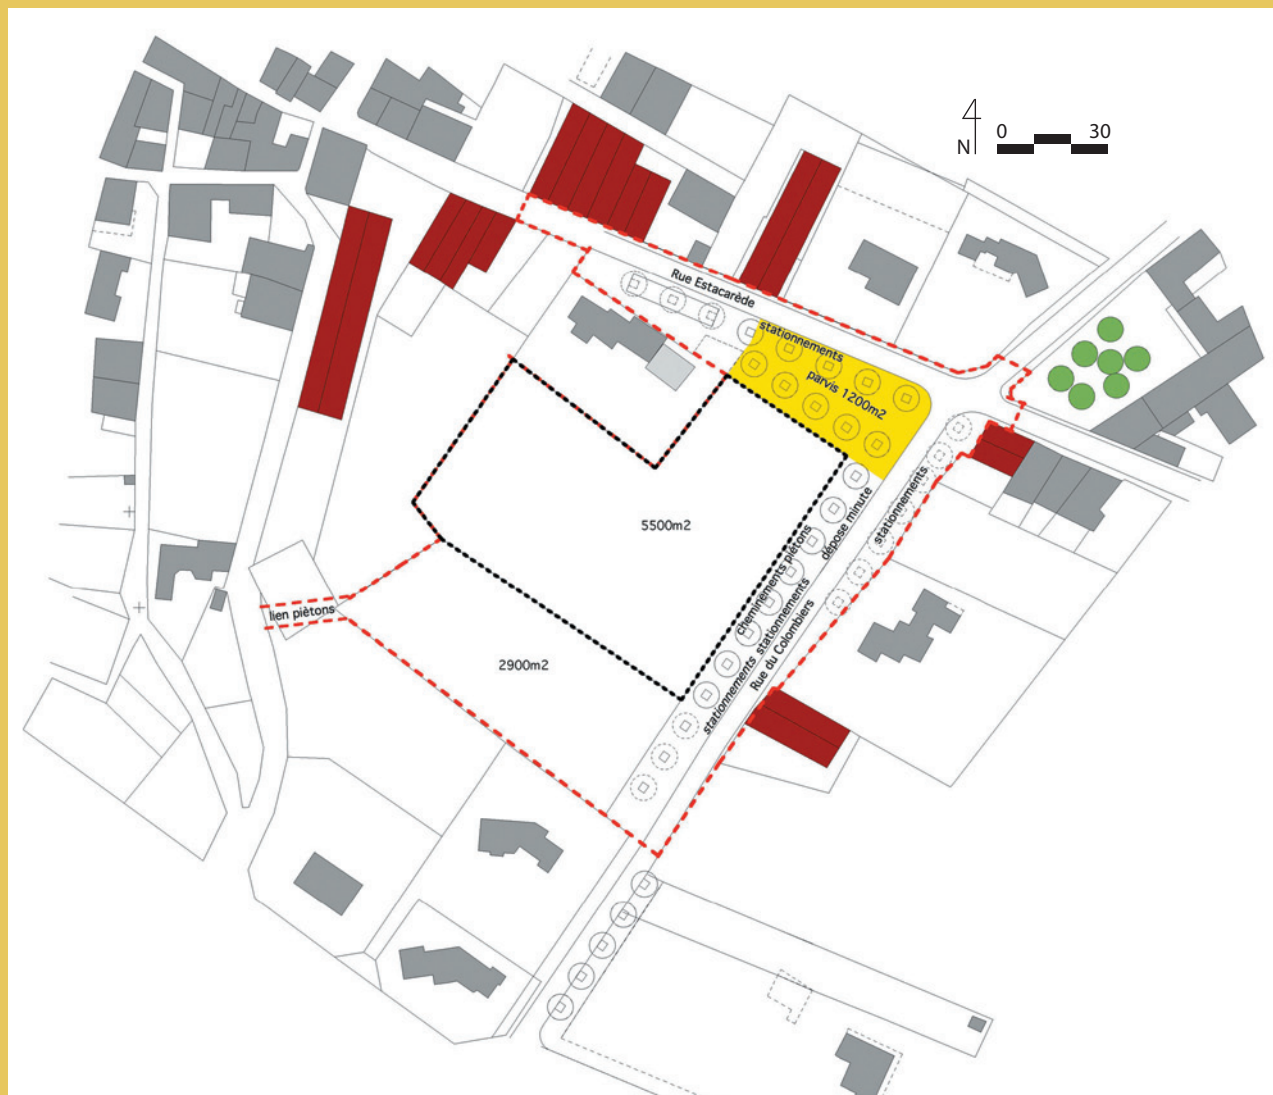 N
0 30
Rue Estacarède
stationnements
parvis 1200m2
5500m2
cheminements piétons
dépose minute
stationnements
lien piètons
2900m2
stationnements stationnements
Rue du Colombiers